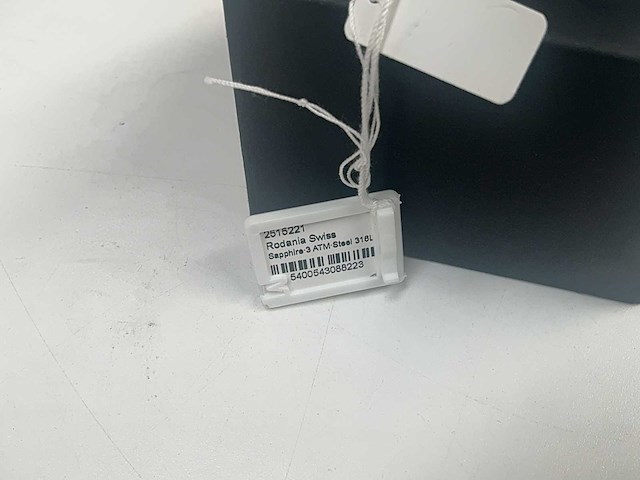 2515221
Rodania Swiss
Sapphire·3 ATM·Steel 316L
5400543088223